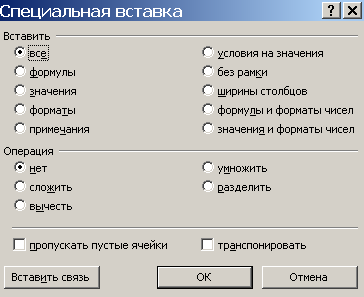 Специальная вставка
Вставить
все
условия на значения
формулы
без рамки
значения
ширины столбцов
форматы
формулы и форматы чисел
примечания
значения и форматы чисел
Операция
нет
умножить
сложить
разделить
вычесть
пропускать пустые ячейки
транспонировать
Вставить связь
ОК
Отмена